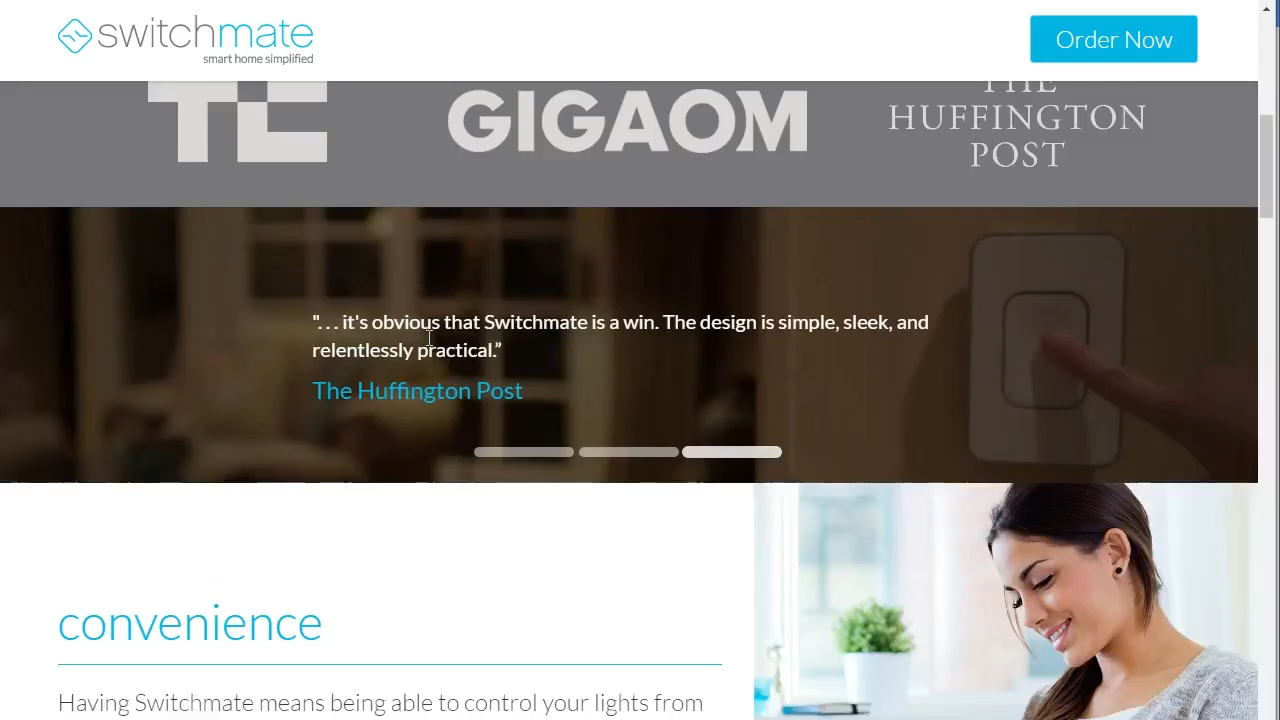 switchmate
smart home simplified
Order Now
TC
GIGAOM
THE
HUFFINGTON
POST
". . . it's obvious that Switchmate is a win. The design is simple, sleek, and
relentlessly practical.”
The Huffington Post
convenience
Having Switchmate means being able to control your lights from